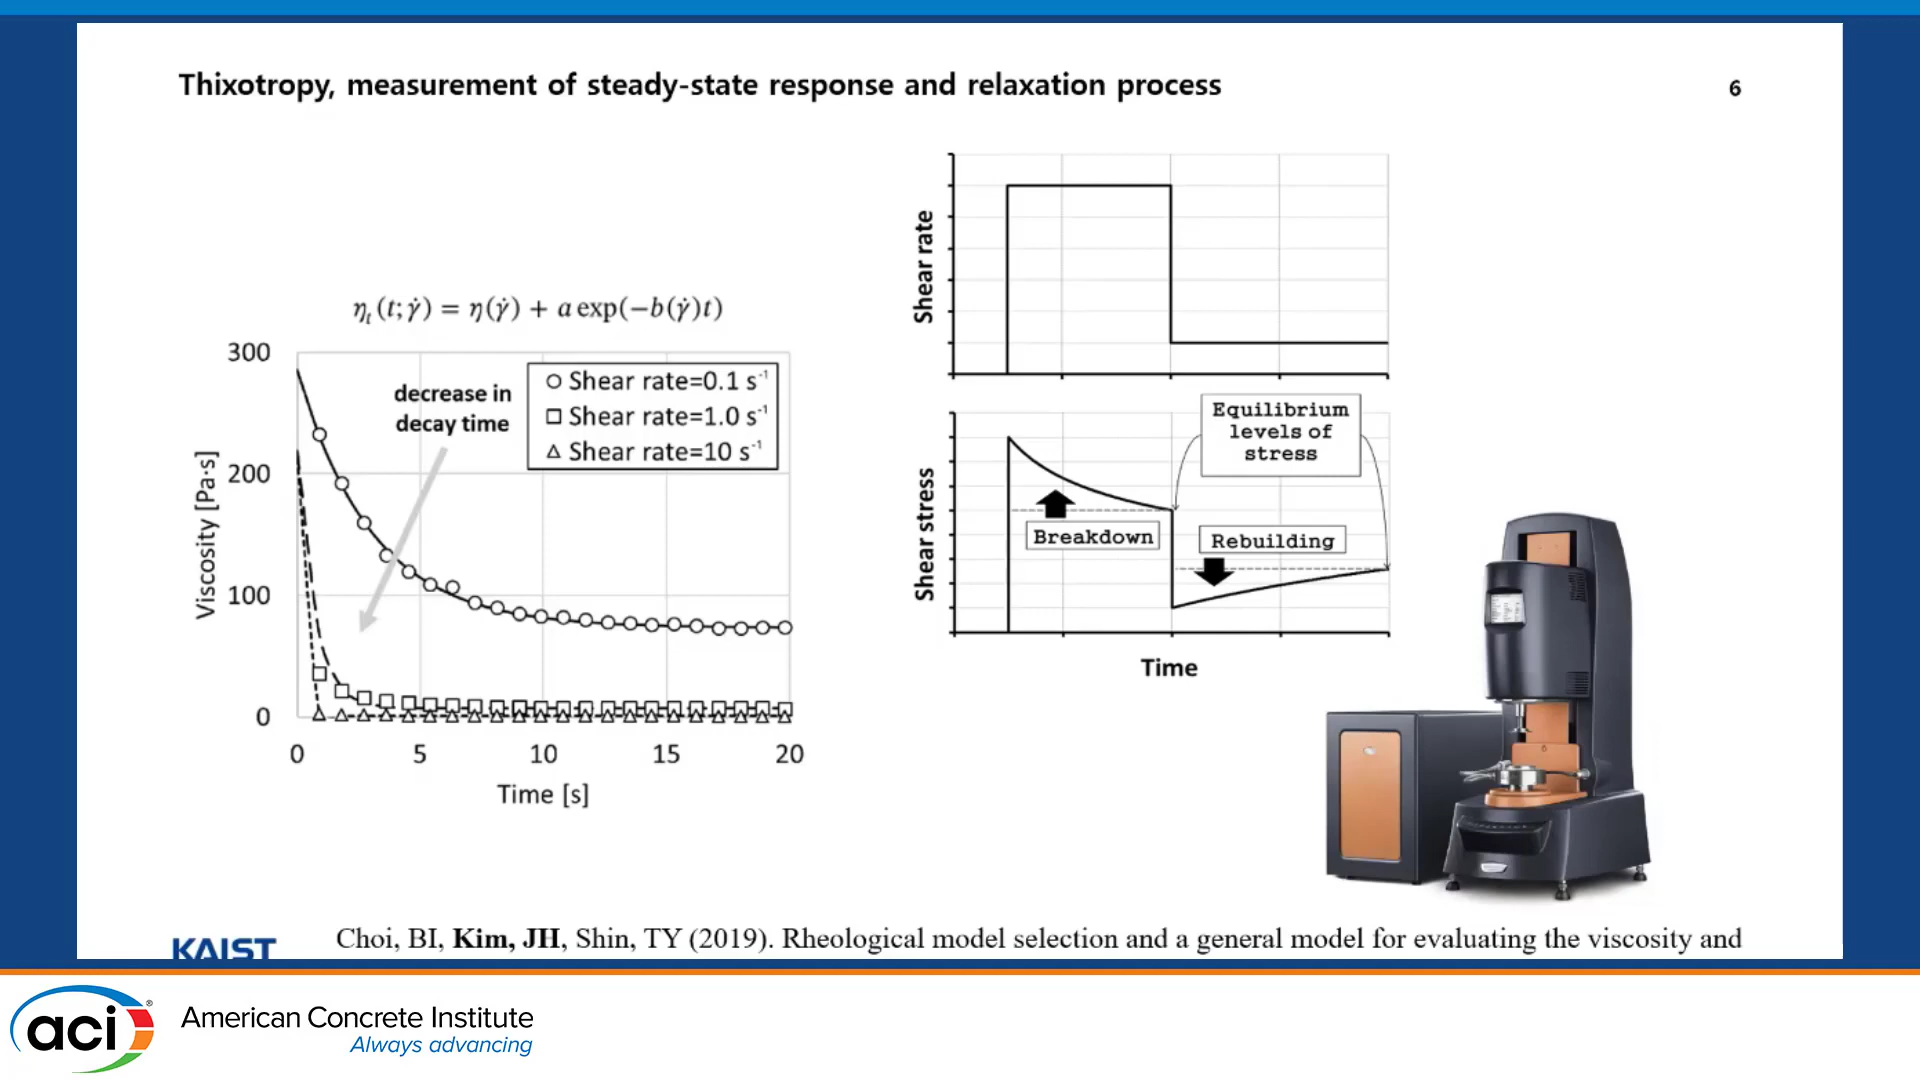 Thixotropy, measurement of steady-state response and relaxation process
6
η_t (t; γ̇) = η(γ̇) + a exp(−b(γ̇)t)
300
200
100
0
Viscosity [Pa·s]
decrease in
decay time
Shear rate=0.1 s⁻¹
Shear rate=1.0 s⁻¹
Shear rate=10 s⁻¹
0 5 10 15 20
Time [s]
Shear rate
Shear stress
Equilibrium
levels of
stress
Breakdown
Rebuilding
Time
KAIST
Choi, BI, Kim, JH, Shin, TY (2019). Rheological model selection and a general model for evaluating the viscosity and
aci®
American Concrete Institute
Always advancing